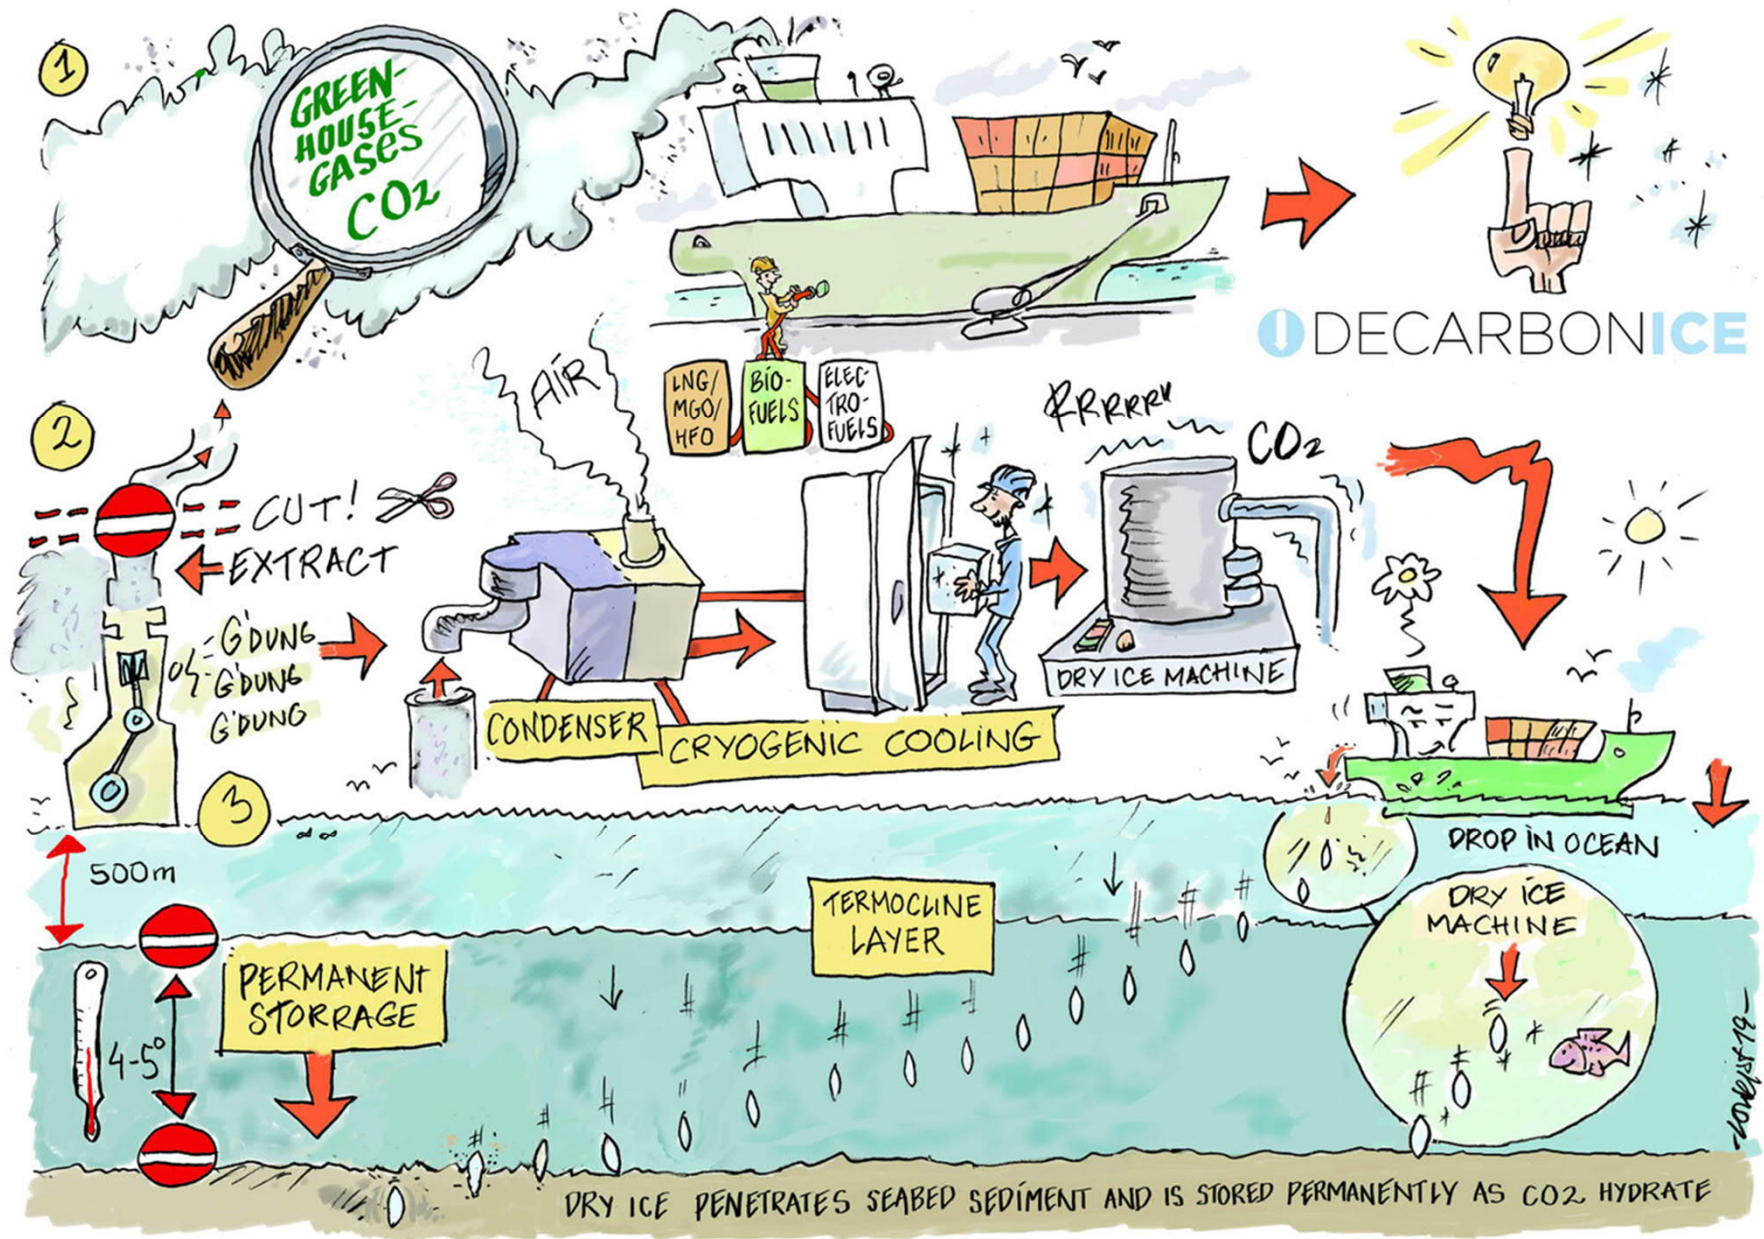 1
GREEN-
HOUSE-
GASES
CO2
DECARBONICE
LNG/
MGO/
HFO
BIO-
FUELS
ELEC-
TRO-
FUELS
2
CUT!
EXTRACT
G'DUNG
G'DUNG
G'DUNG
AIR
CONDENSER
CRYOGENIC COOLING
RRRRRR
CO2
DRY ICE MACHINE
3
500m
DROP IN OCEAN
DRY ICE
MACHINE
TERMOCLINE
LAYER
PERMANENT
STORRAGE
4-5°
DRY ICE PENETRATES SEABED SEDIMENT AND IS STORED PERMANENTLY AS CO2 HYDRATE